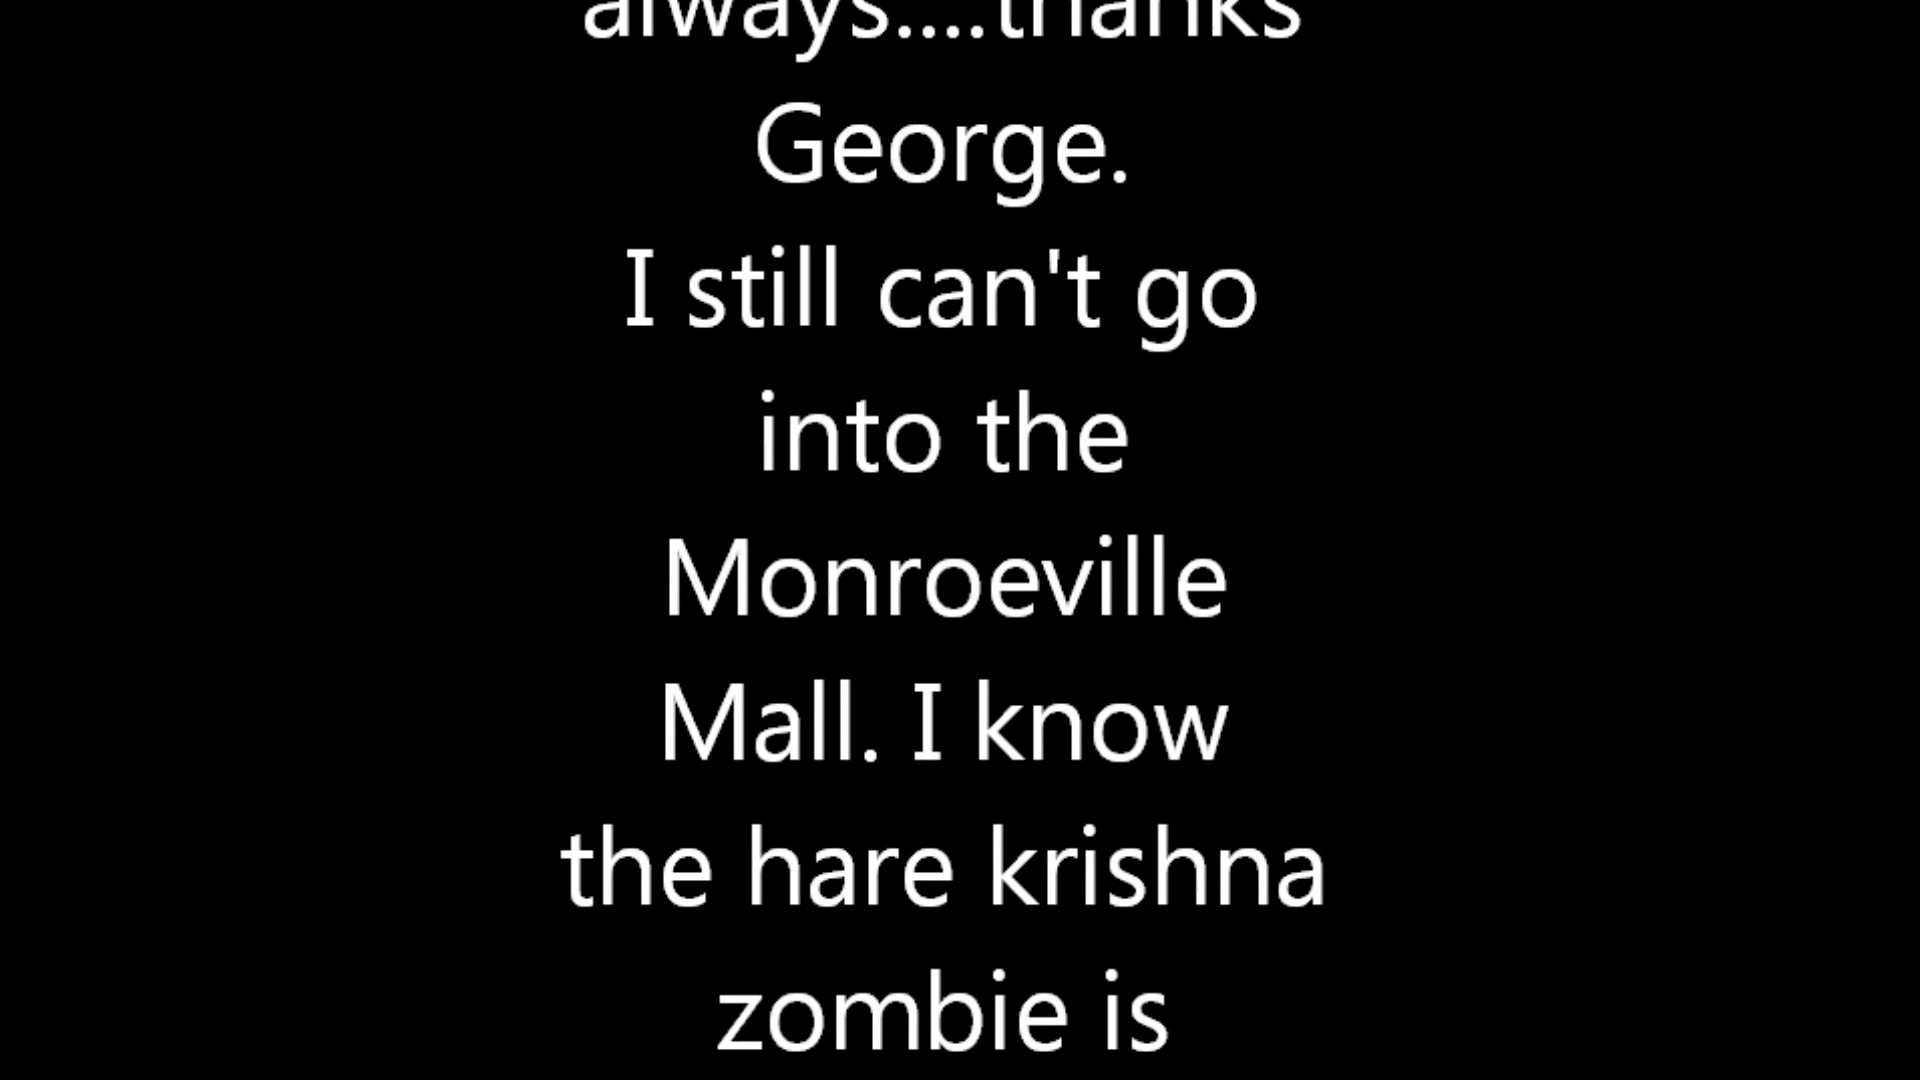 always....thanks
George.
I still can't go
into the
Monroeville
Mall. I know
the hare krishna
zombie is